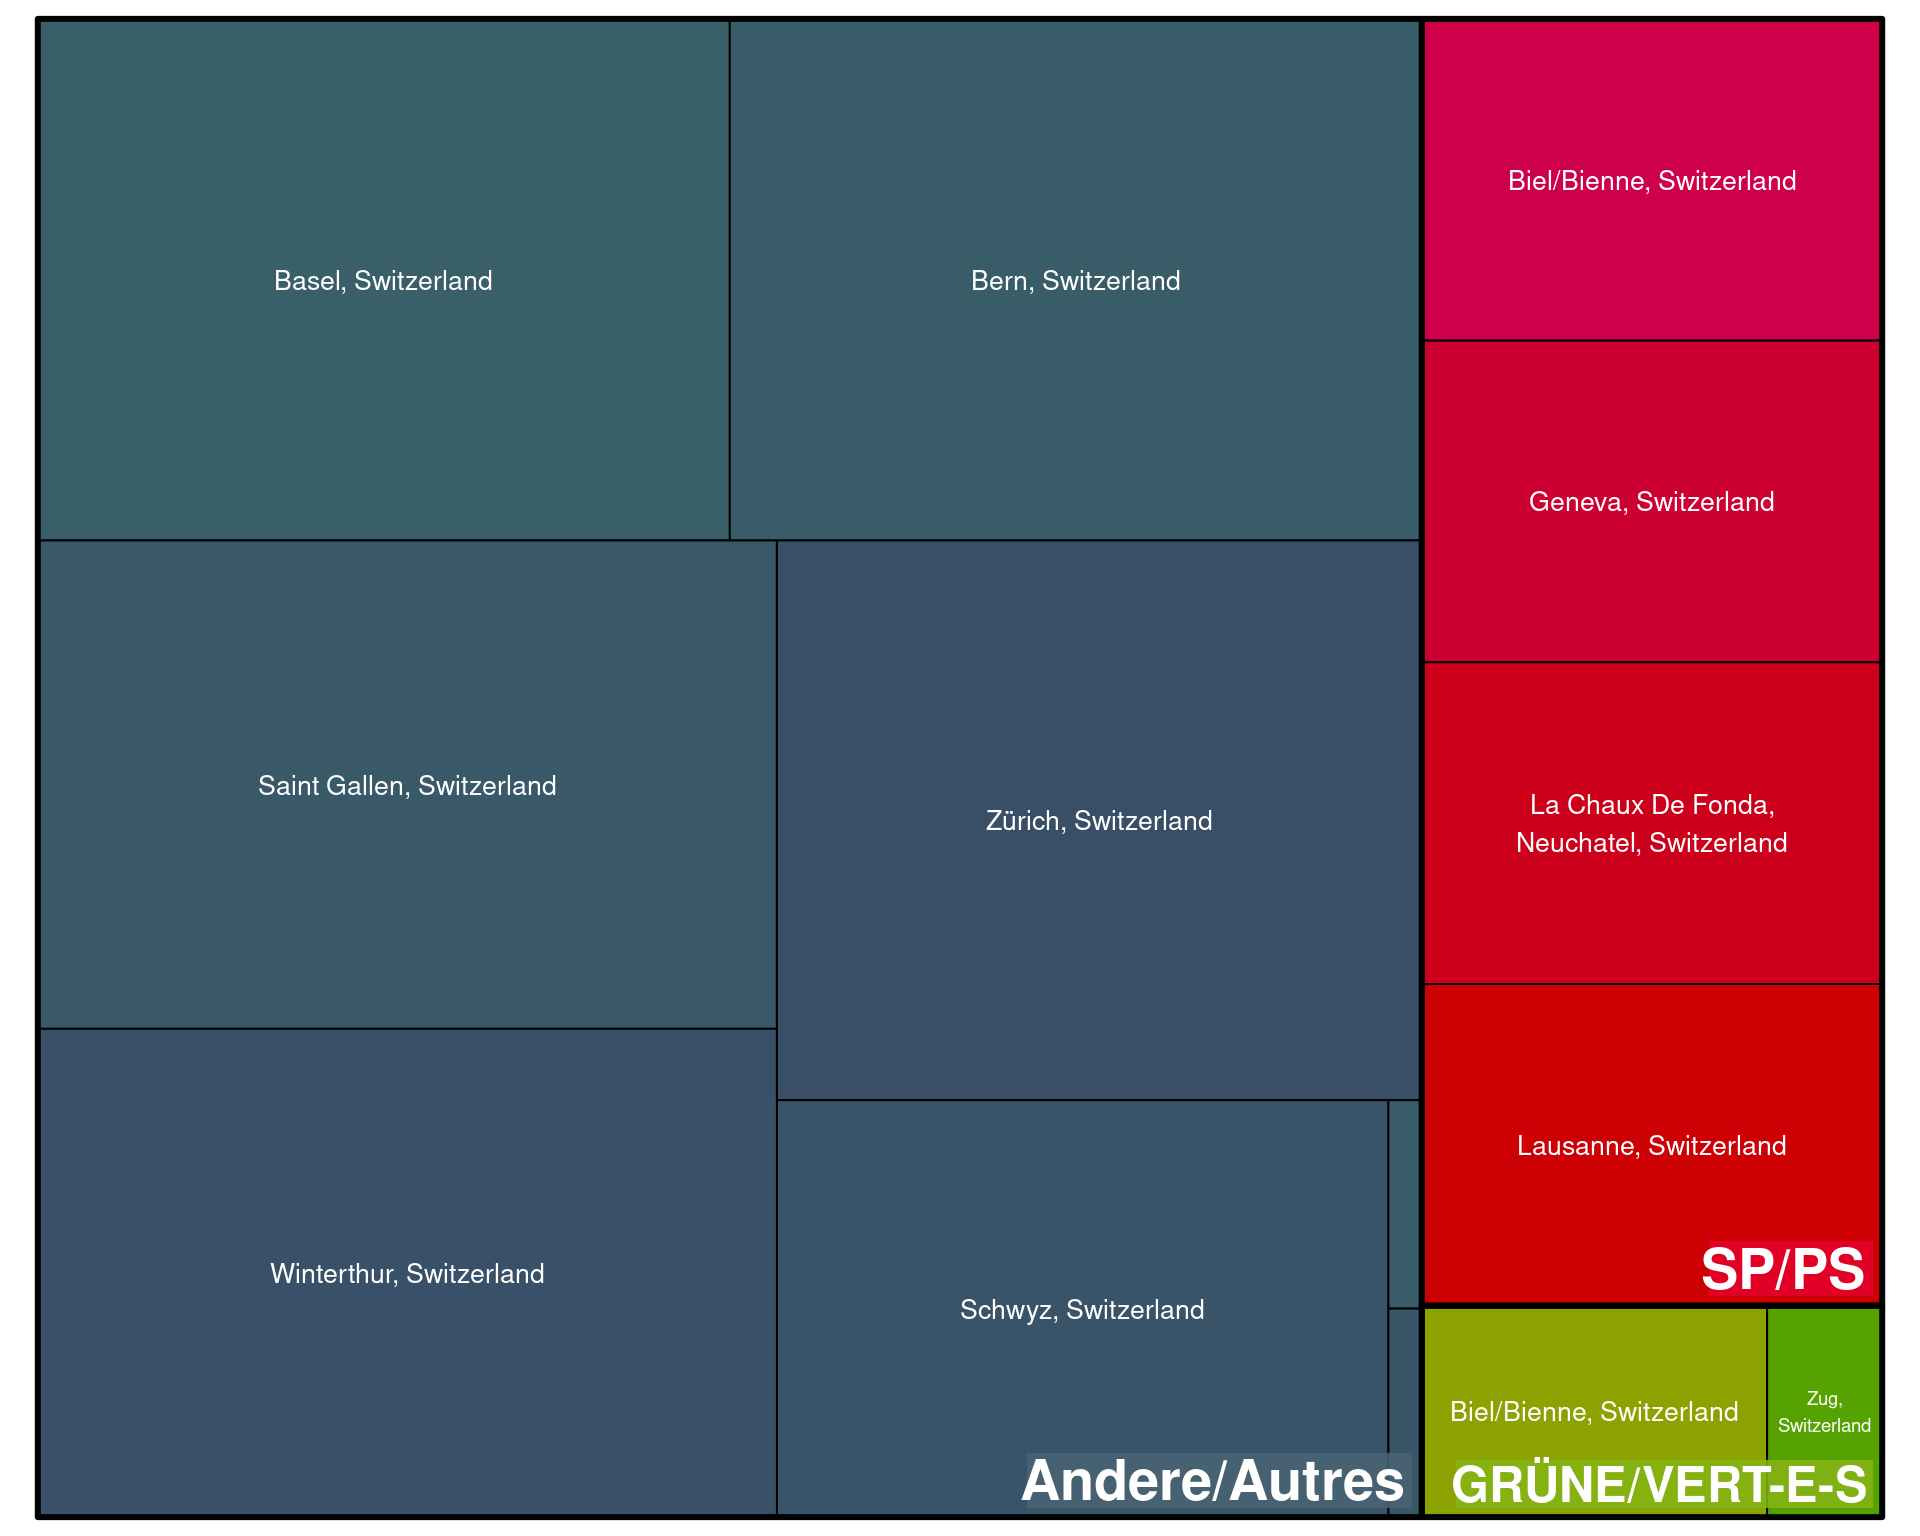 Basel, Switzerland
Bern, Switzerland
Saint Gallen, Switzerland
Zürich, Switzerland
Winterthur, Switzerland
Schwyz, Switzerland
Andere/Autres
Biel/Bienne, Switzerland
Geneva, Switzerland
La Chaux De Fonda,
Neuchatel, Switzerland
Lausanne, Switzerland
SP/PS
Biel/Bienne, Switzerland
Zug,
Switzerland
GRÜNE/VERT-E-S